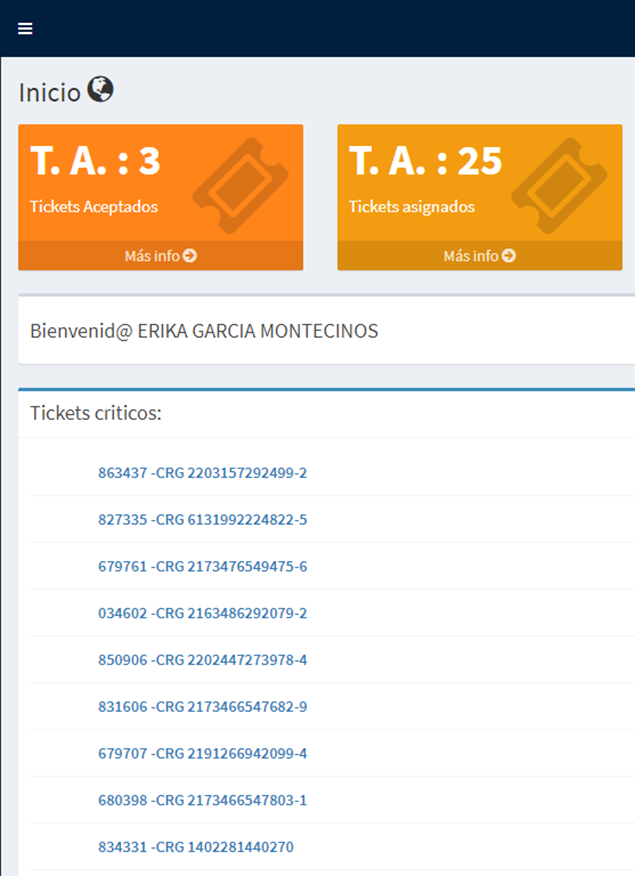 Inicio
T. A. : 3
Tickets Aceptados
Más info
T. A. : 25
Tickets asignados
Más info
Bienvenid@ ERIKA GARCIA MONTECINOS
Tickets criticos:
863437 -CRG 2203157292499-2
827335 -CRG 6131992224822-5
679761 -CRG 2173476549475-6
034602 -CRG 2163486292079-2
850906 -CRG 2202447273978-4
831606 -CRG 2173466547682-9
679707 -CRG 2191266942099-4
680398 -CRG 2173466547803-1
834331 -CRG 1402281440270